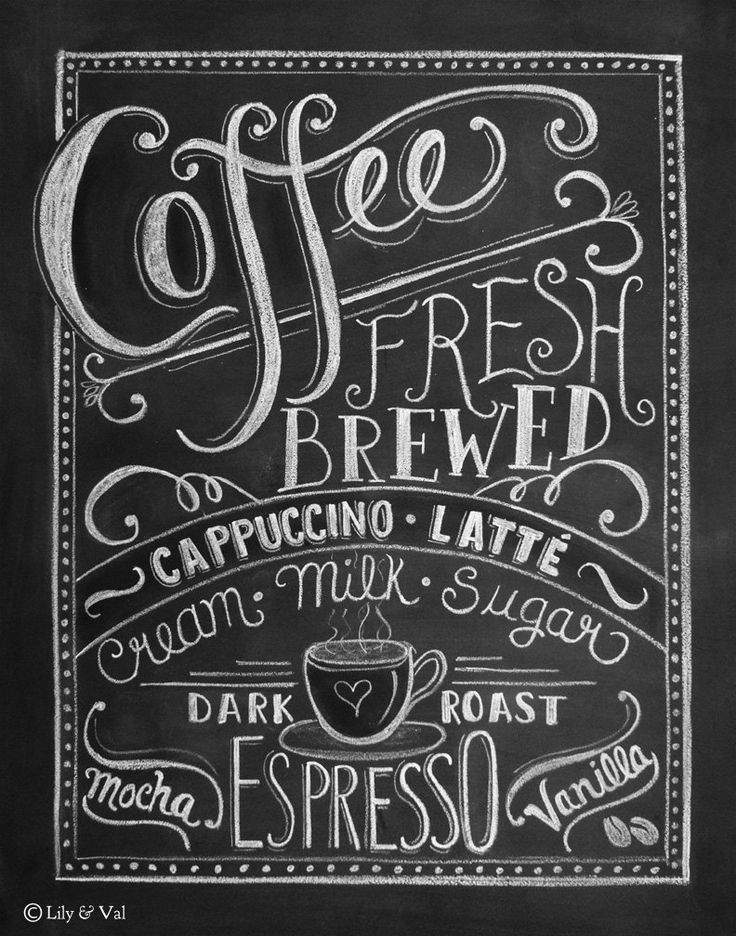 Coffee
FRESH
BREWED
CAPPUCCINO · LATTÉ
Cream · Milk · Sugar
DARK ROAST
ESPRESSO
Mocha
Vanilla
© Lily & Val